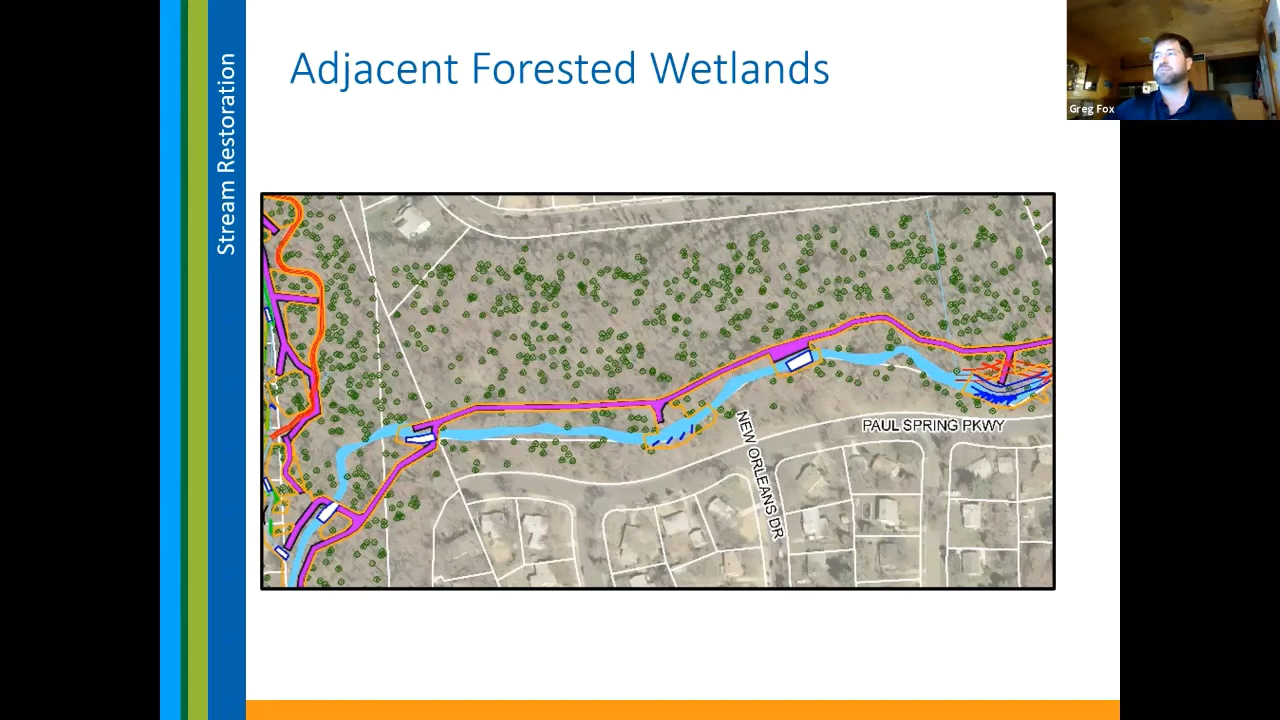 Adjacent Forested Wetlands
Stream Restoration
Greg Fox
PAUL SPRING PKWY
NEW ORLEANS DR